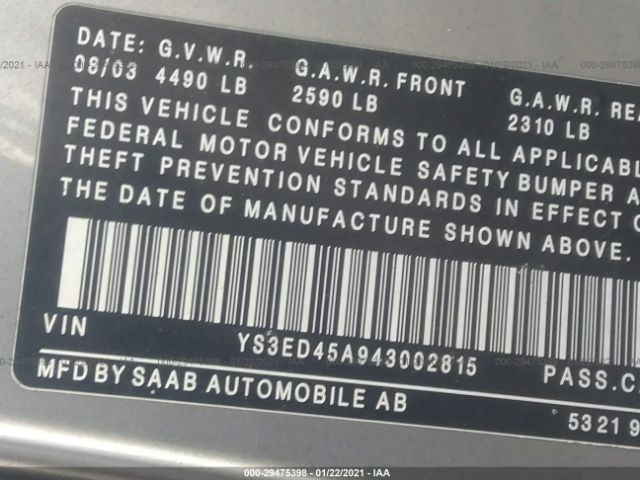 DATE: G.V.W.R.
06/03 4490 LB
G.A.W.R. FRONT
2590 LB
G.A.W.R. REA
2310 LB
THIS VEHICLE CONFORMS TO ALL APPLICABL
FEDERAL MOTOR VEHICLE SAFETY BUMPER A
THEFT PREVENTION STANDARDS IN EFFECT O
THE DATE OF MANUFACTURE SHOWN ABOVE.
VIN YS3ED45A943002815 PASS.C
MFD BY SAAB AUTOMOBILE AB 5321 9
000-29475398 - 01/22/2021 - IAA